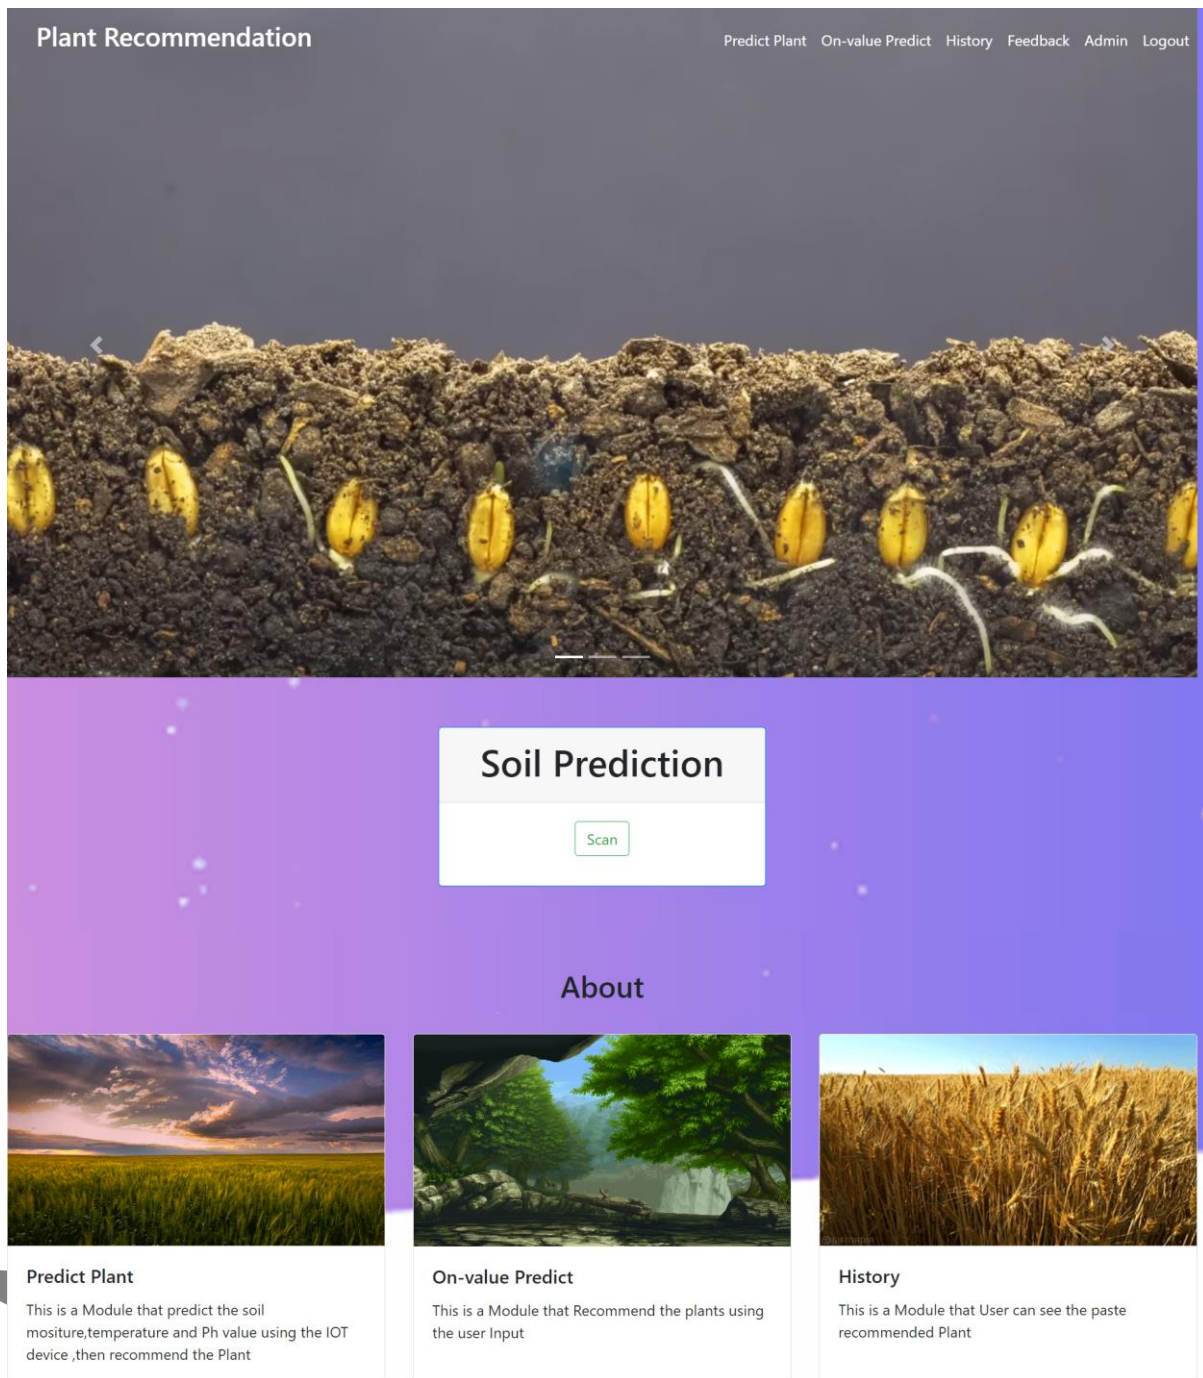 Plant Recommendation
Predict Plant On-value Predict History Feedback Admin Logout
Soil Prediction
Scan
About
Predict Plant
This is a Module that predict the soil
mositure,temperature and Ph value using the IOT
device ,then recommend the Plant
On-value Predict
This is a Module that Recommend the plants using
the user Input
History
This is a Module that User can see the paste
recommended Plant